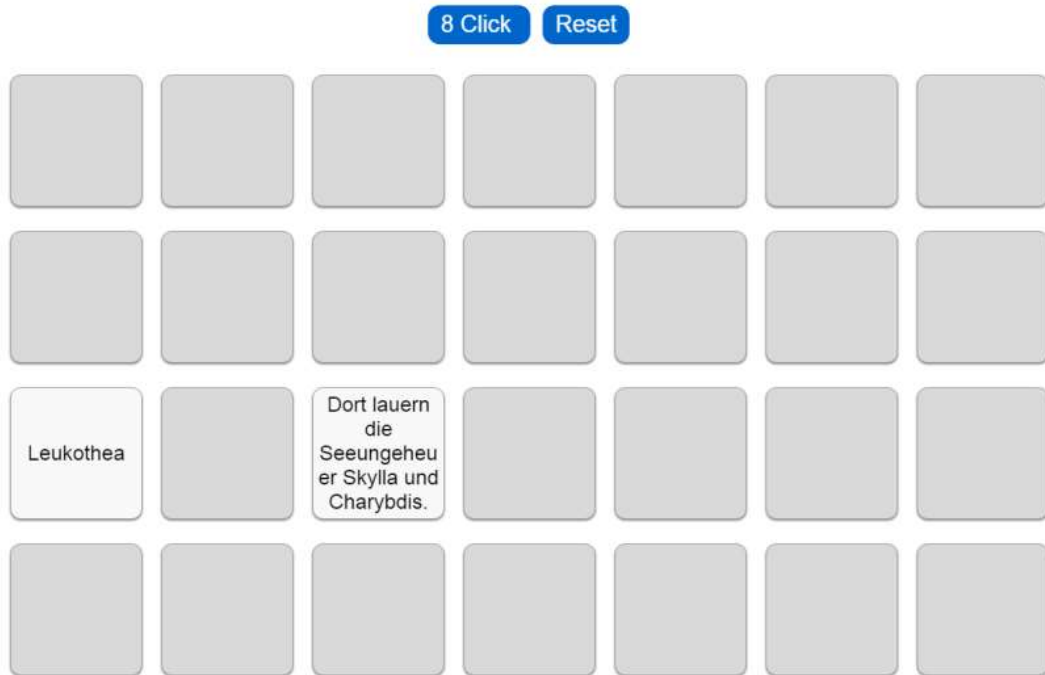 8 Click Reset
Leukothea
Dort lauern
die
Seeungeheu
er Skylla und
Charybdis.